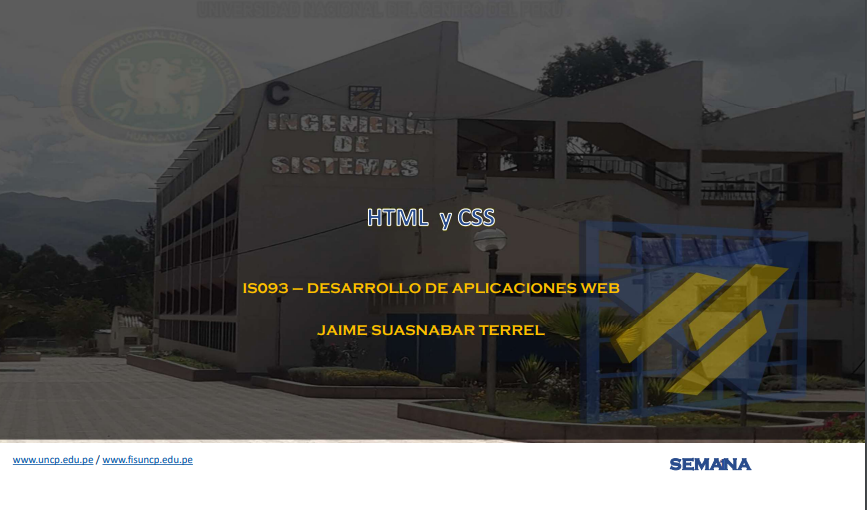 UNIVERSIDAD NACIONAL DEL CENTRO DEL PERÚ
C
INGENIERÍA
DE
SISTEMAS
HTML y CSS
IS093 – DESARROLLO DE APLICACIONES WEB
JAIME SUASNABAR TERREL
www.uncp.edu.pe / www.fisuncp.edu.pe
SEMANA